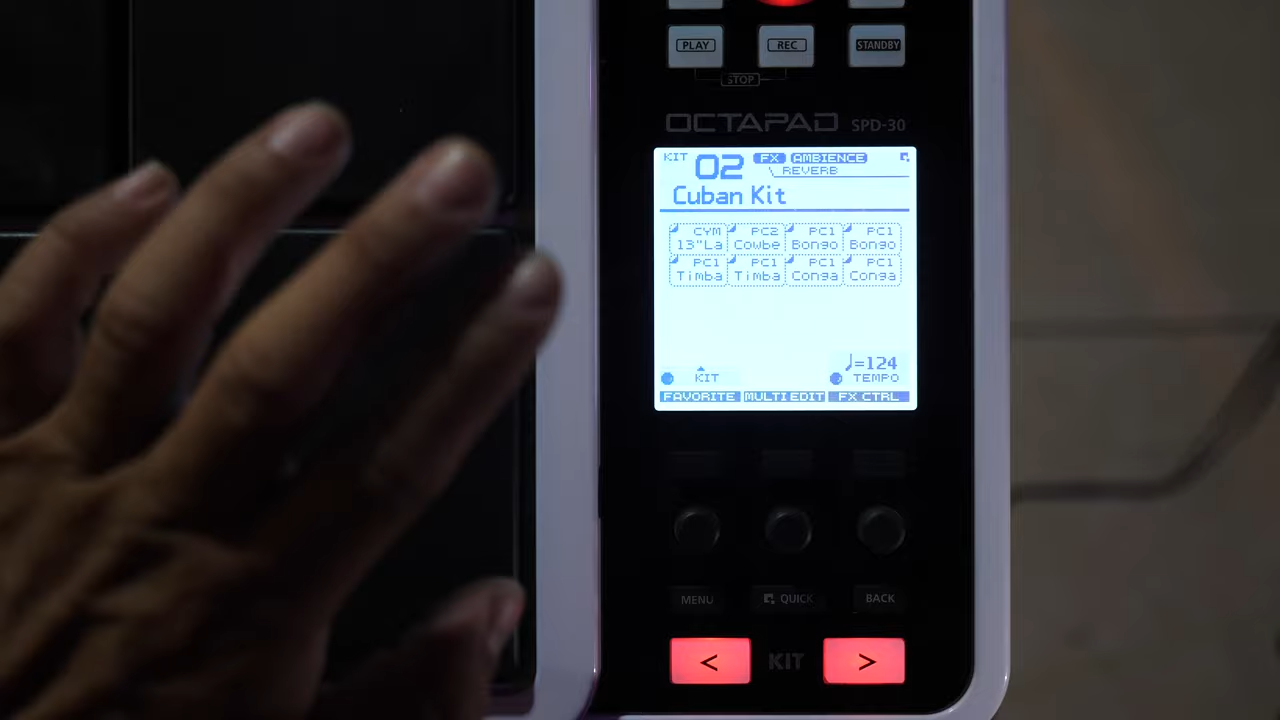 PLAY REC STANDBY
STOP
OCTAPAD SPD-30
KIT 02 FX AMBIENCE
REVERB
Cuban Kit
CYM PC2 PC1 PC1
13"La Cowbe Bongo Bongo
PC1 PC1 PC1 PC1
Timba Timba Conga Conga
♩=124
KIT TEMPO
FAVORITE MULTI EDIT FX CTRL
MENU QUICK BACK
< KIT >